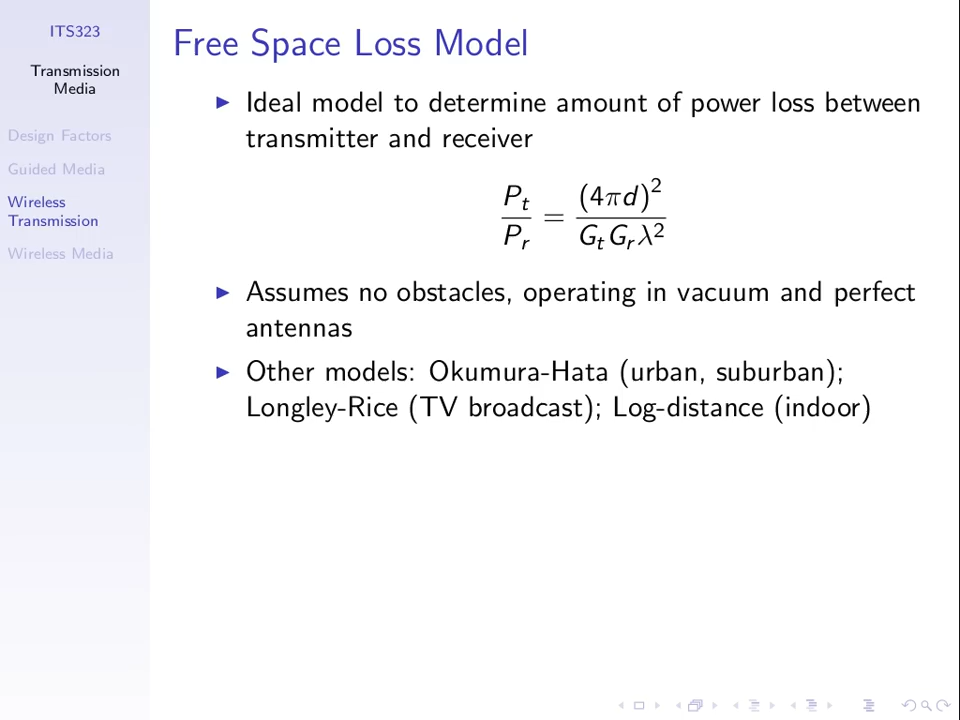 ITS323
Transmission
Media
Design Factors
Guided Media
Wireless
Transmission
Wireless Media
Free Space Loss Model
Ideal model to determine amount of power loss between
transmitter and receiver
P_t / P_r = (4πd)² / G_t G_r λ²
Assumes no obstacles, operating in vacuum and perfect
antennas
Other models: Okumura-Hata (urban, suburban);
Longley-Rice (TV broadcast); Log-distance (indoor)